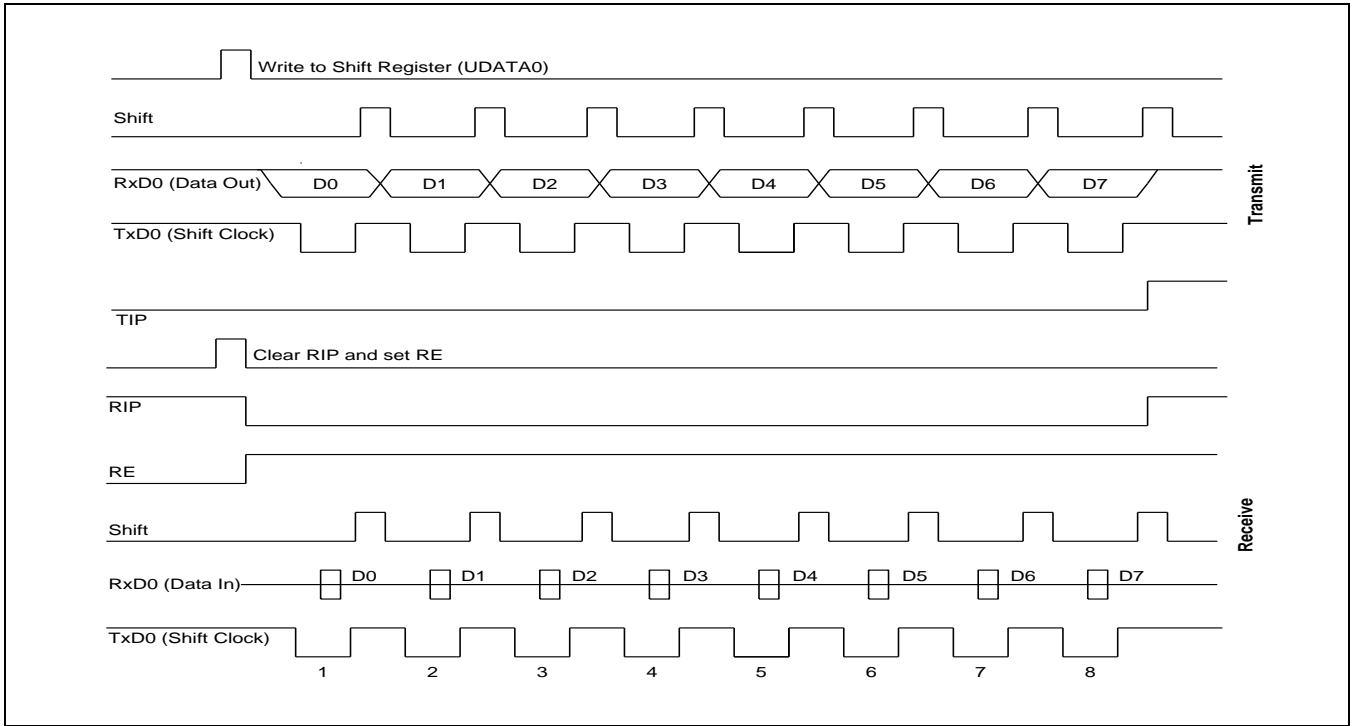 Write to Shift Register (UDATA0)
Shift
RxD0 (Data Out)
D0
D1
D2
D3
D4
D5
D6
D7
TxD0 (Shift Clock)
TIP
Transmit
Clear RIP and set RE
RIP
RE
Shift
RxD0 (Data In)
D0
D1
D2
D3
D4
D5
D6
D7
TxD0 (Shift Clock)
1
2
3
4
5
6
7
8
Receive